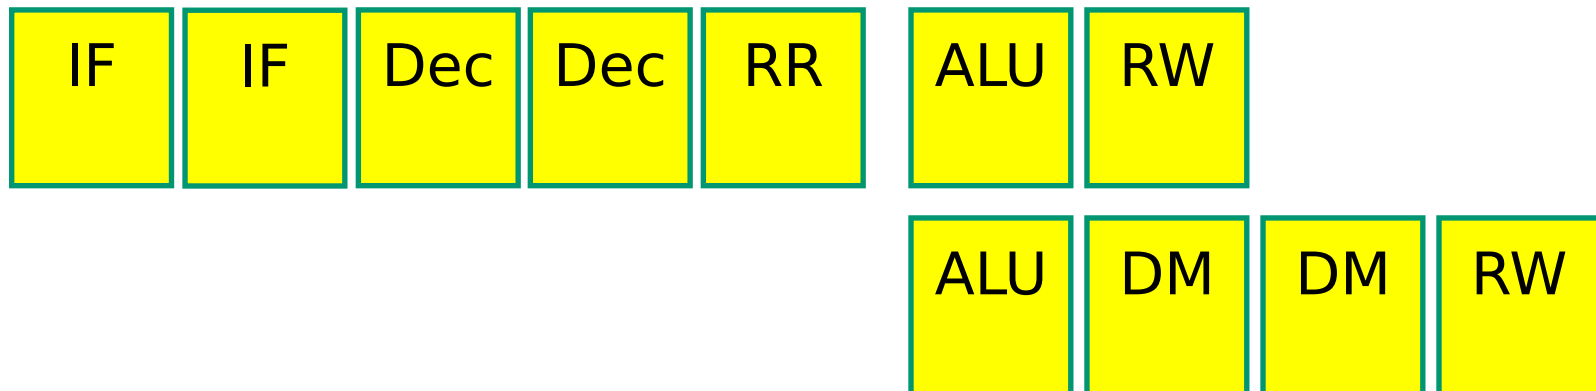 IF IF Dec Dec RR ALU RW
ALU DM DM RW